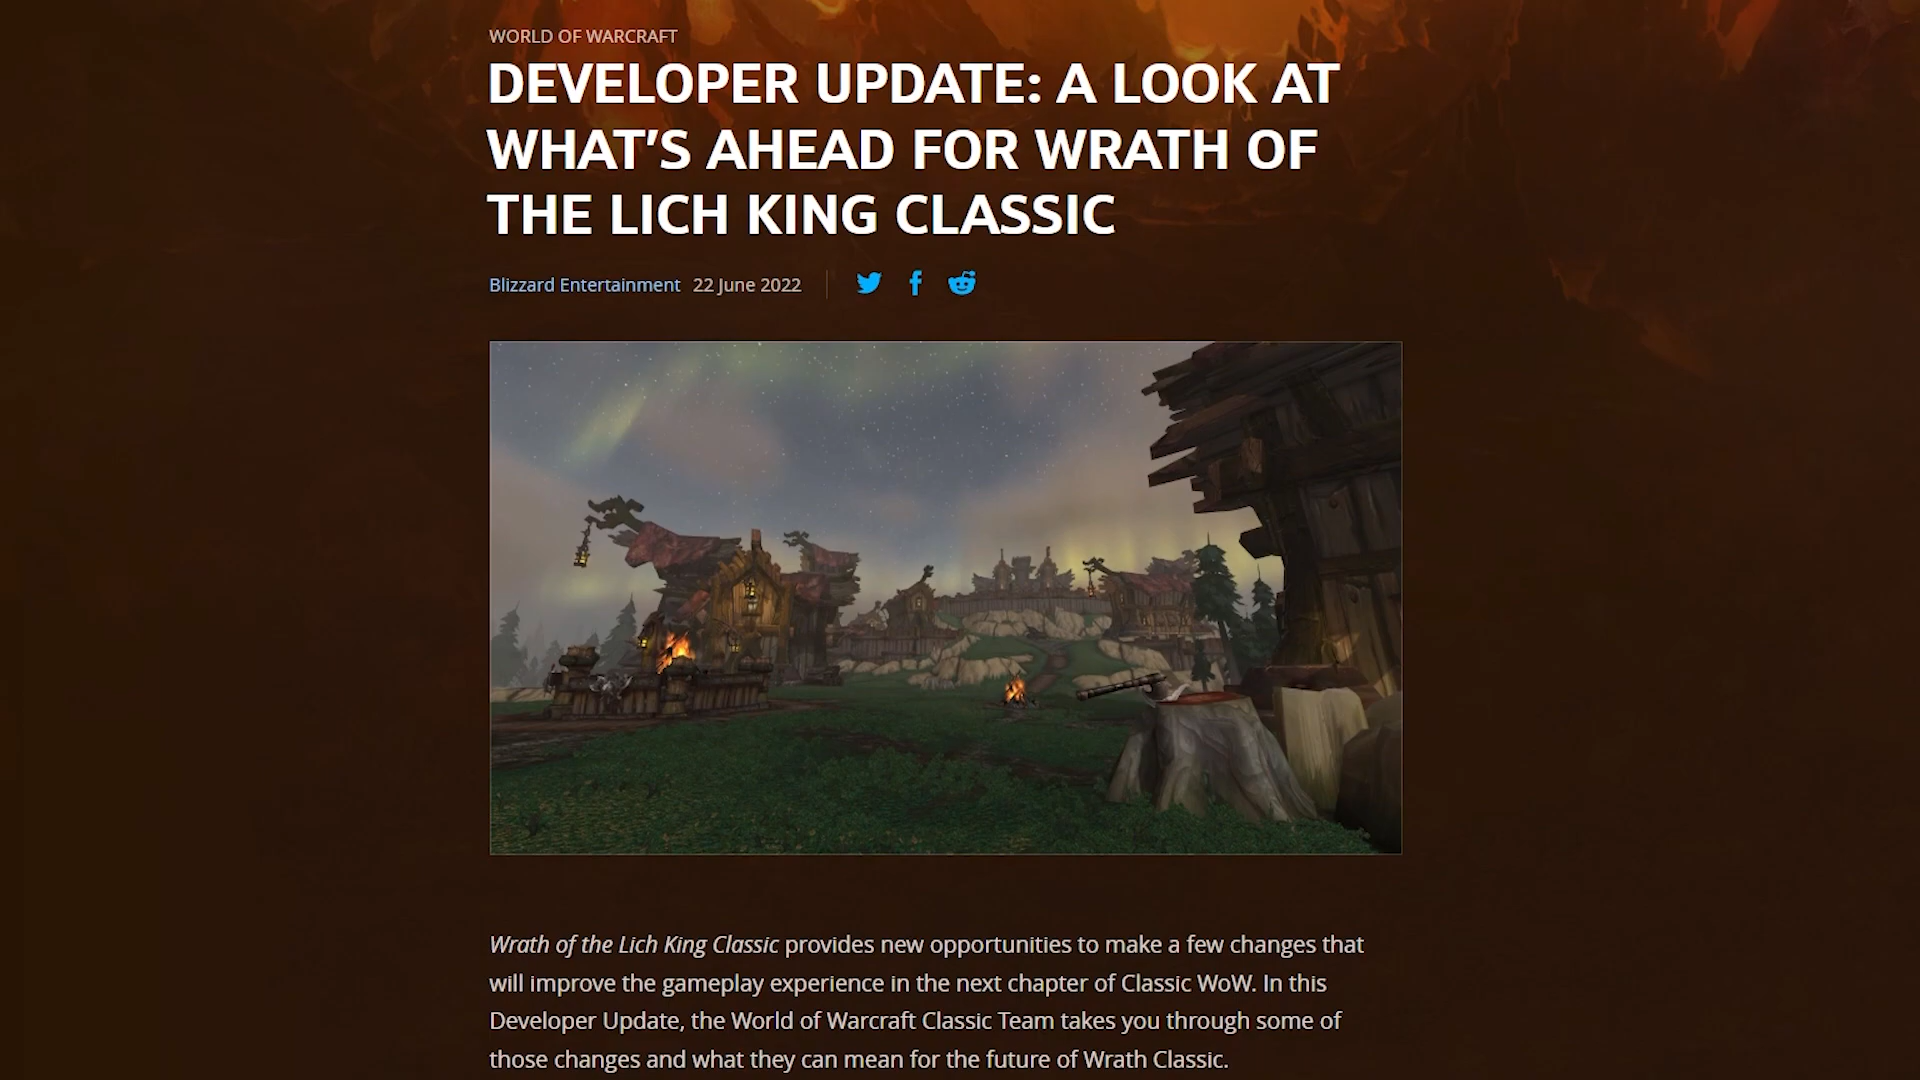 WORLD OF WARCRAFT
DEVELOPER UPDATE: A LOOK AT
WHAT’S AHEAD FOR WRATH OF
THE LICH KING CLASSIC
Blizzard Entertainment 22 June 2022
Wrath of the Lich King Classic provides new opportunities to make a few changes that
will improve the gameplay experience in the next chapter of Classic WoW. In this
Developer Update, the World of Warcraft Classic Team takes you through some of
those changes and what they can mean for the future of Wrath Classic.